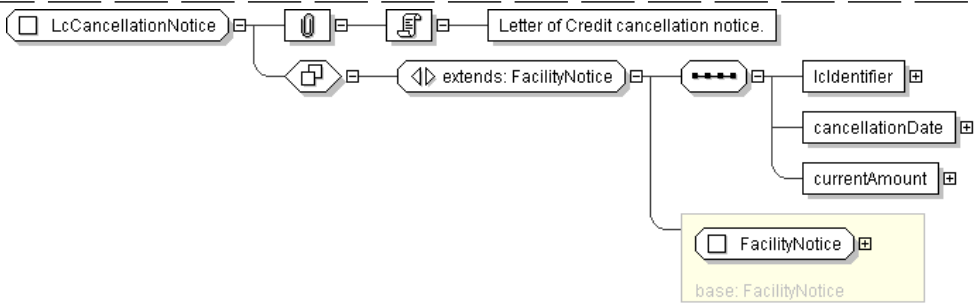 LcCancellationNotice
Letter of Credit cancellation notice.
extends: FacilityNotice
lcIdentifier
cancellationDate
currentAmount
FacilityNotice
base: FacilityNotice